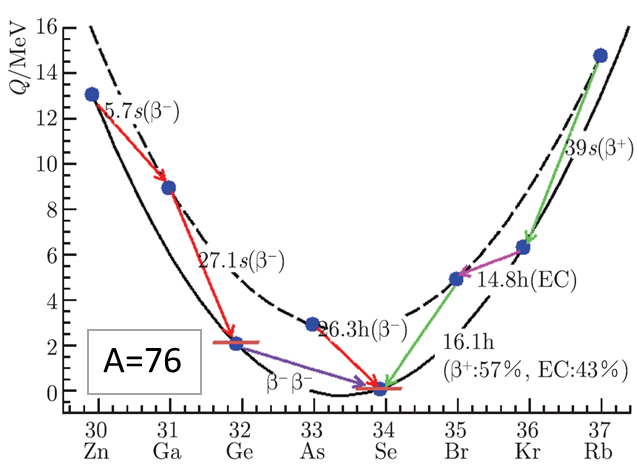 16
14
12
10
8
6
4
2
0
Q/MeV
5.7s(β⁻)
27.1s(β⁻)
26.3h(β⁻)
β⁻β⁻
39s(β⁺)
14.8h(EC)
16.1h
(β⁺:57%, EC:43%)
A=76
30 31 32 33 34 35 36 37
Zn Ga Ge As Se Br Kr Rb